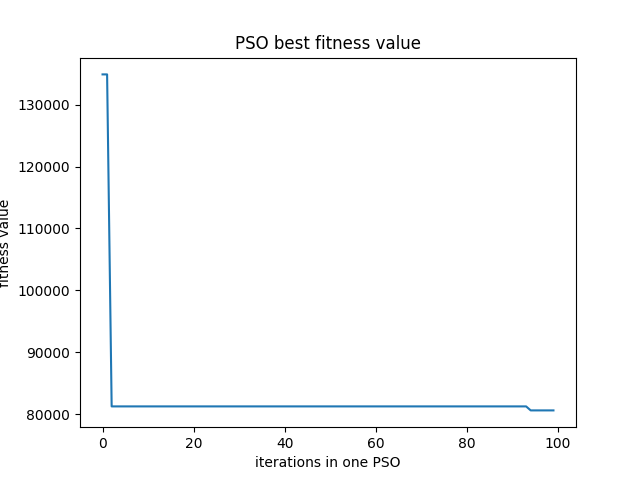 PSO best fitness value
130000
120000
110000
100000
90000
80000
fitness value
0 20 40 60 80 100
iterations in one PSO